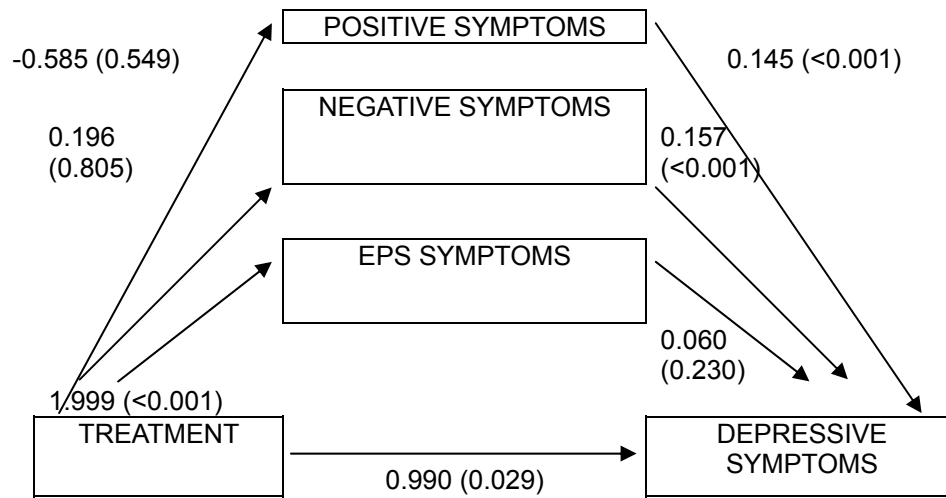 POSITIVE SYMPTOMS
-0.585 (0.549)
0.145 (<0.001)
NEGATIVE SYMPTOMS
0.196
(0.805)
0.157
(<0.001)
EPS SYMPTOMS
0.060
(0.230)
1.999 (<0.001)
TREATMENT
DEPRESSIVE
SYMPTOMS
0.990 (0.029)